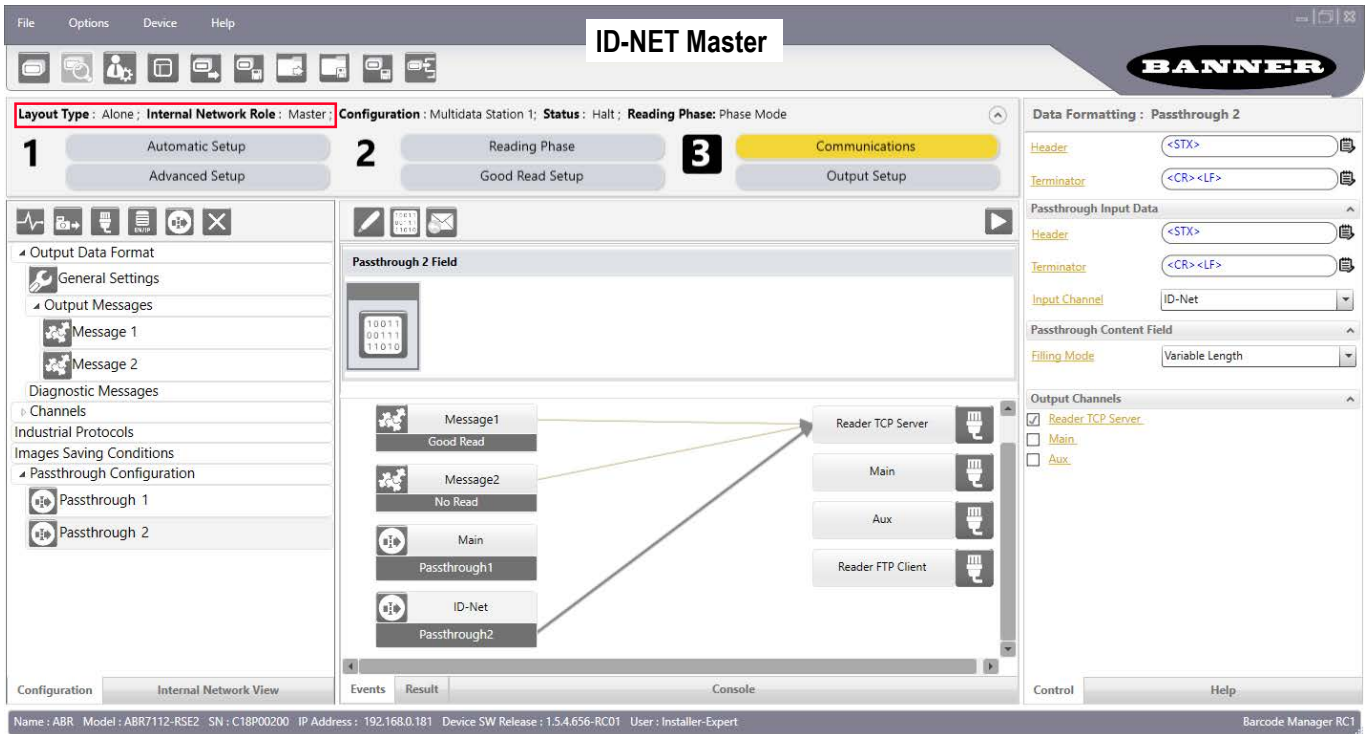 File Options Device Help
ID-NET Master
BANNER
Layout Type : Alone ; Internal Network Role : Master ; Configuration : Multidata Station 1; Status : Halt ; Reading Phase: Phase Mode
1 Automatic Setup 2 Reading Phase 3 Communications
Advanced Setup Good Read Setup Output Setup
EN/IP
Output Data Format
General Settings
Output Messages
Message 1
Message 2
Diagnostic Messages
Channels
Industrial Protocols
Images Saving Conditions
Passthrough Configuration
Passthrough 1
Passthrough 2
Configuration Internal Network View
10011
00111
11010
Passthrough 2 Field
10011
00111
11010
Message1
Good Read
Message2
No Read
Main
Passthrough1
ID-Net
Passthrough2
Reader TCP Server
Main
Aux
Reader FTP Client
Events Result Console
Data Formatting : Passthrough 2
Header <STX>
Terminator <CR><LF>
Passthrough Input Data
Header <STX>
Terminator <CR><LF>
Input Channel ID-Net
Passthrough Content Field
Filling Mode Variable Length
Output Channels
Reader TCP Server
Main
Aux
Control Help
Name : ABR Model : ABR7112-RSE2 SN : C18P00200 IP Address : 192.168.0.181 Device SW Release : 1.5.4.656-RC01 User : Installer-Expert Barcode Manager RC1